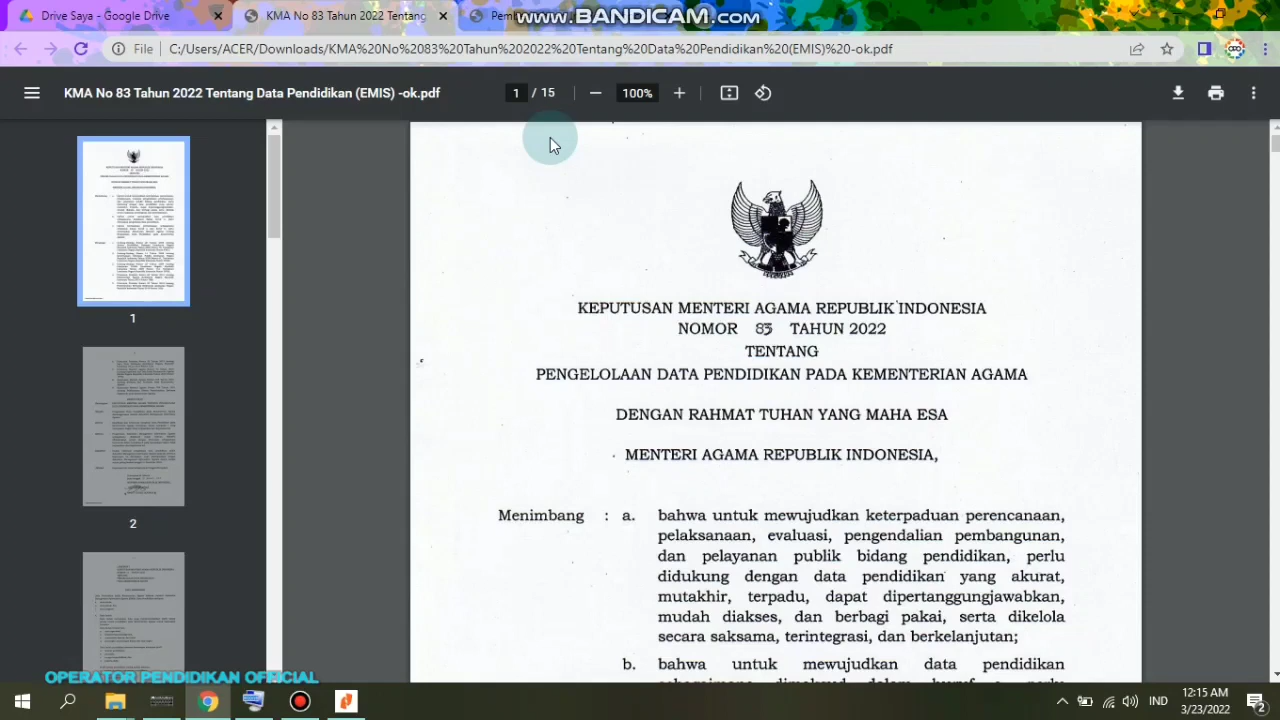 Drive Saya - Google Drive
KMA No 83 Tahun 2022 Tentang
Pemb
www.BANDICAM.com
File
C:/Users/ACER/Downloads/KMA%20No%2083%20Tahun%202022%20Tentang%20Data%20Pendidikan%20(EMIS)%20-ok.pdf
KMA No 83 Tahun 2022 Tentang Data Pendidikan (EMIS) -ok.pdf
1 / 15
100%
KEPUTUSAN MENTERI AGAMA REPUBLIK INDONESIA
NOMOR 83 TAHUN 2022
TENTANG
PENGELOLAAN DATA PENDIDIKAN PADA KEMENTERIAN AGAMA
DENGAN RAHMAT TUHAN YANG MAHA ESA
MENTERI AGAMA REPUBLIK INDONESIA,
Menimbang : a. bahwa untuk mewujudkan keterpaduan perencanaan,
pelaksanaan, evaluasi, pengendalian pembangunan,
dan pelayanan publik bidang pendidikan, perlu
didukung dengan data pendidikan yang akurat,
mutakhir, terpadu, dapat dipertanggungjawabkan,
mudah diakses, dan berbagi pakai, serta dikelola
secara saksama, terintegrasi, dan berkelanjutan;
b. bahwa untuk mewujudkan data pendidikan
1
2
OPERATOR PENDIDIKAN OFFICIAL
IND
12:15 AM
3/23/2022
2